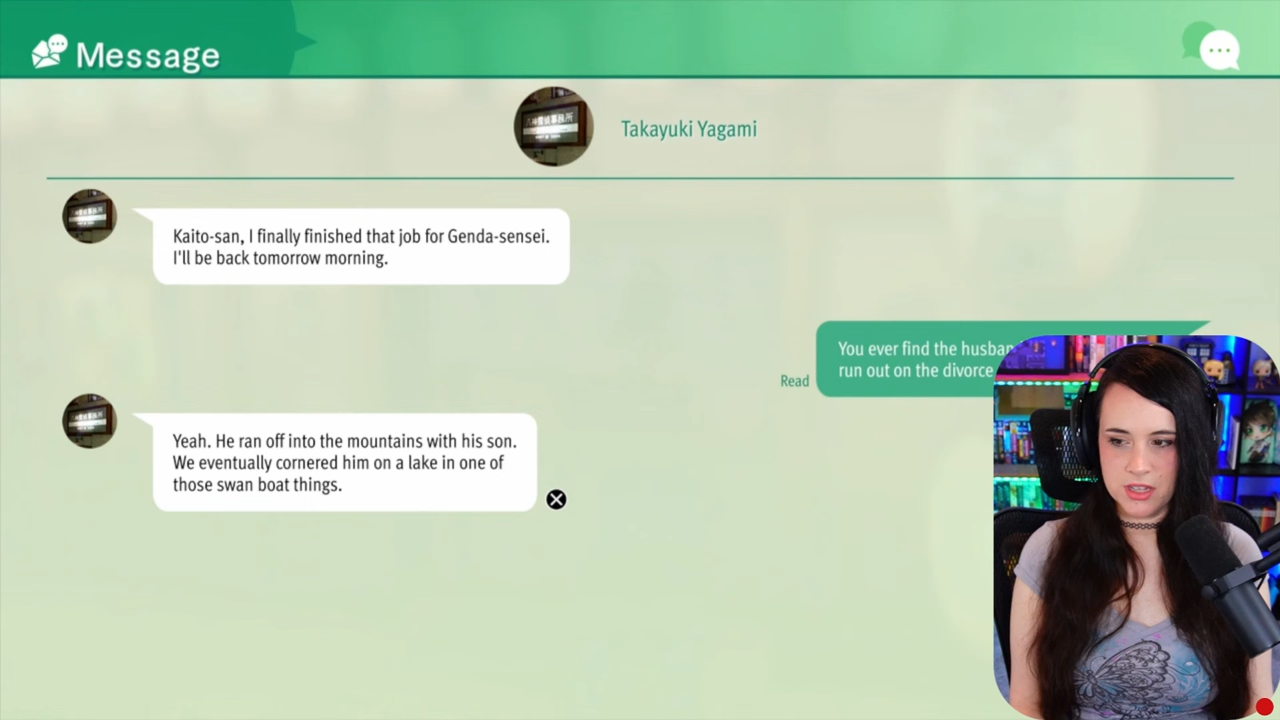 Message
Takayuki Yagami
Kaito-san, I finally finished that job for Genda-sensei.
I'll be back tomorrow morning.
You ever find the
run out on the divorce
Read
Yeah. He ran off into the mountains with his son.
We eventually cornered him on a lake in one of
those swan boat things.